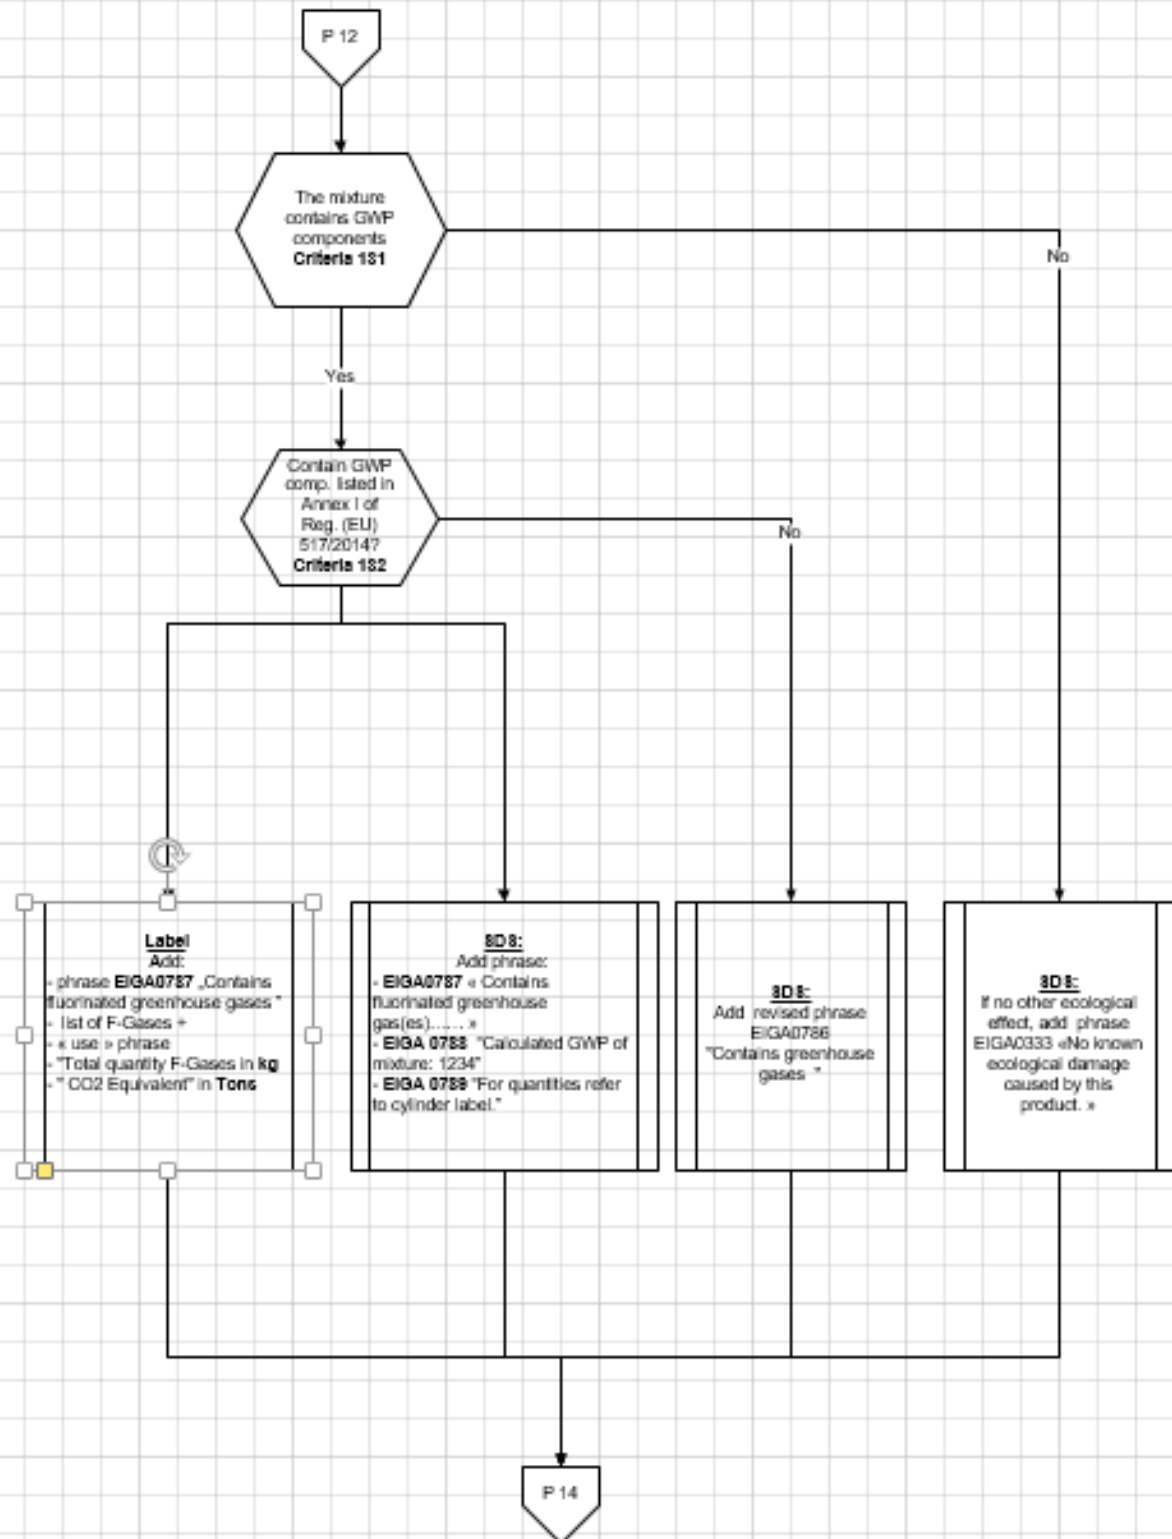 P 12
The mixture
contains GWP
components
Criteria 131
No
Yes
Contain GWP
comp. listed in
Annex I of
Reg. (EU)
517/2014?
Criteria 132
No
Label
Add:
- phrase EIGA0787 „Contains
fluorinated greenhouse gases "
- list of F-Gases +
- « use » phrase
- "Total quantity F-Gases in kg
- " CO2 Equivalent" in Tons
SDS:
Add phrase:
- EIGA0787 « Contains
fluorinated greenhouse
gas(es)...... »
- EIGA 0788 "Calculated GWP of
mixture: 1234"
- EIGA 0789 "For quantities refer
to cylinder label."
SDS:
Add revised phrase
EIGA0786
"Contains greenhouse
gases "
SDS:
If no other ecological
effect, add phrase
EIGA0333 «No known
ecological damage
caused by this
product. »
P 14